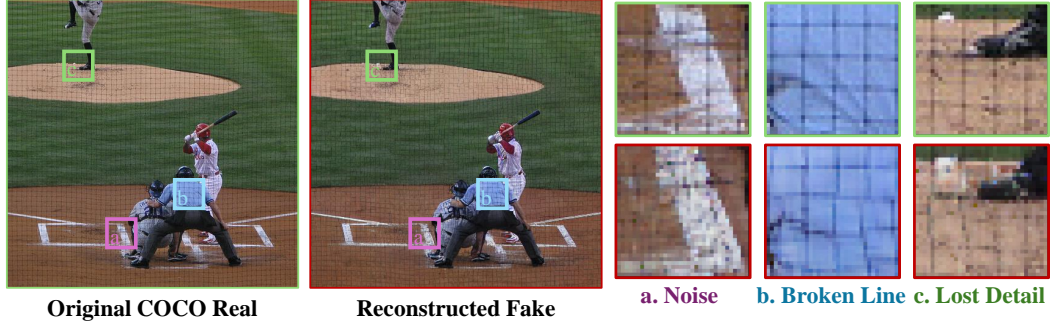 c
b
a
c
b
a
Original COCO Real
Reconstructed Fake
a. Noise
b. Broken Line
c. Lost Detail